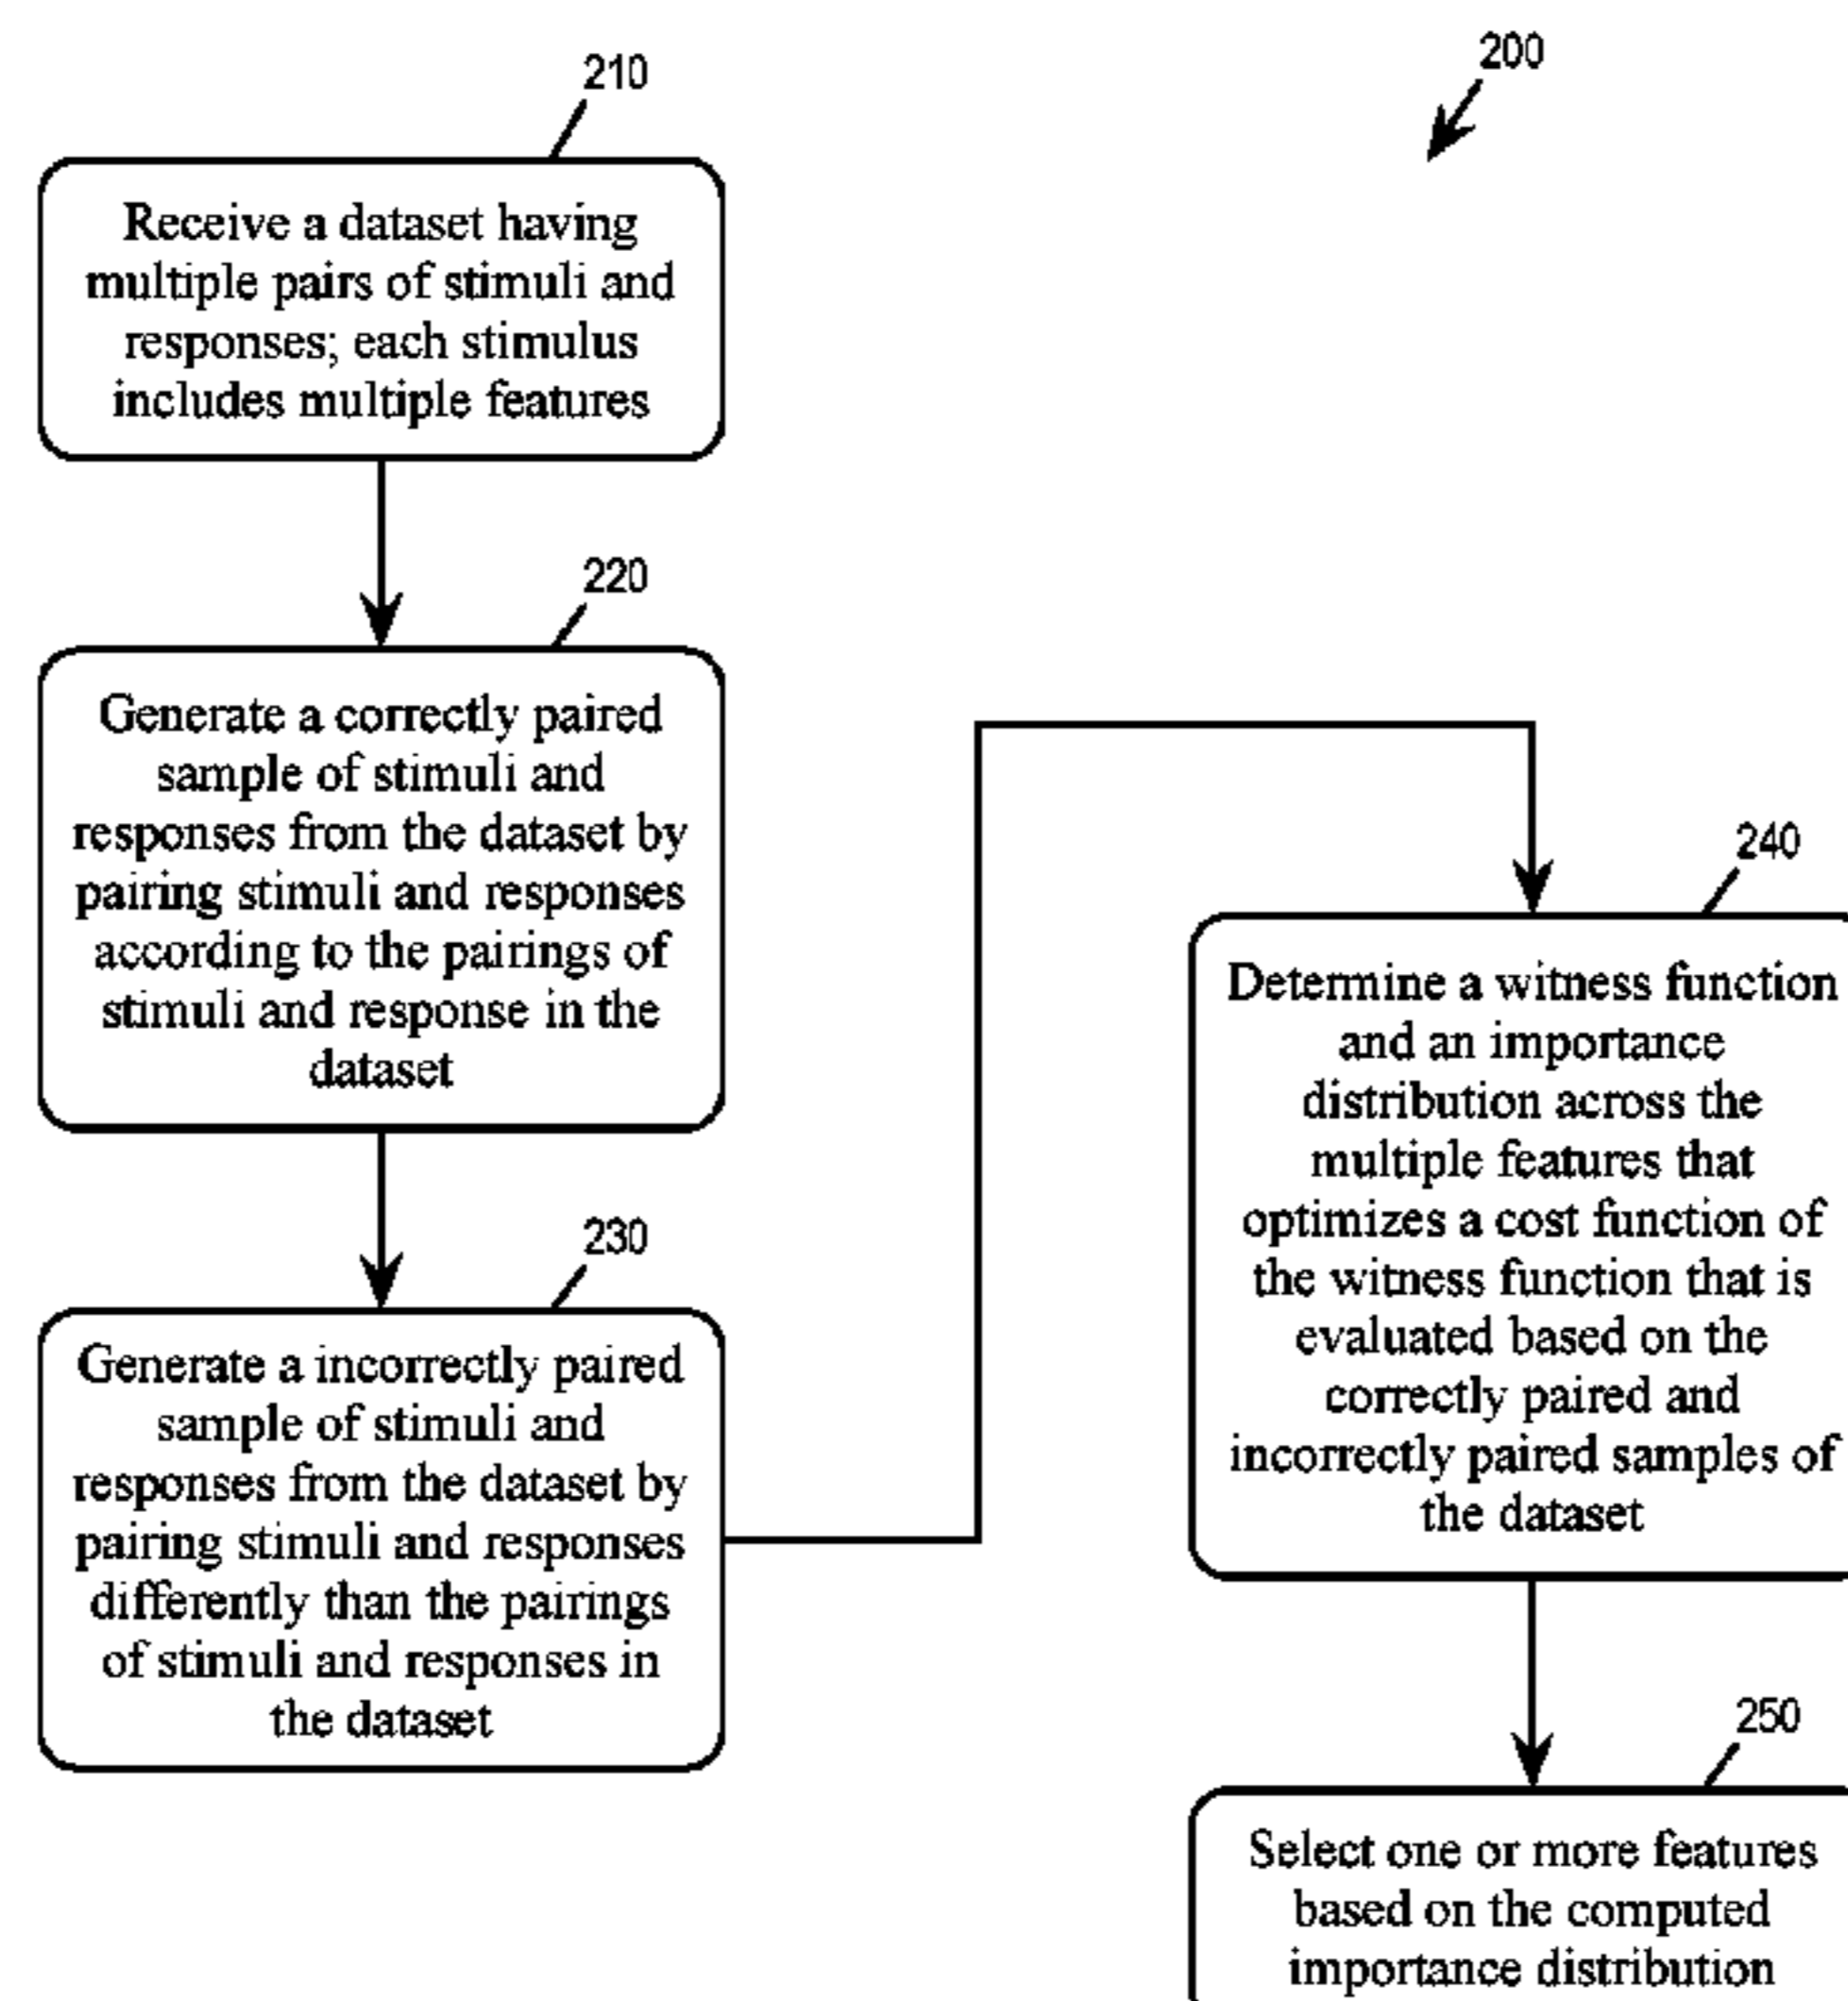 200
210
Receive a dataset having
multiple pairs of stimuli and
responses; each stimulus
includes multiple features
220
Generate a correctly paired
sample of stimuli and
responses from the dataset by
pairing stimuli and responses
according to the pairings of
stimuli and response in the
dataset
230
Generate a incorrectly paired
sample of stimuli and
responses from the dataset by
pairing stimuli and responses
differently than the pairings
of stimuli and responses in
the dataset
240
Determine a witness function
and an importance
distribution across the
multiple features that
optimizes a cost function of
the witness function that is
evaluated based on the
correctly paired and
incorrectly paired samples of
the dataset
250
Select one or more features
based on the computed
importance distribution